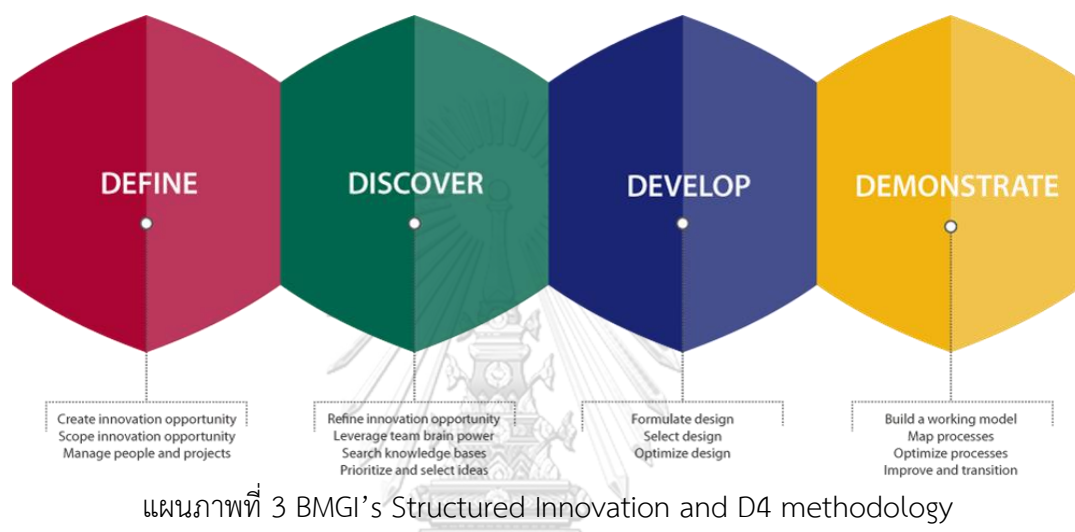 DEFINE
DISCOVER
DEVELOP
DEMONSTRATE
Create innovation opportunity
Scope innovation opportunity
Manage people and projects
Refine innovation opportunity
Leverage team brain power
Search knowledge bases
Prioritize and select ideas
Formulate design
Select design
Optimize design
Build a working model
Map processes
Optimize processes
Improve and transition
แผนภาพที่ 3 BMGI’s Structured Innovation and D4 methodology